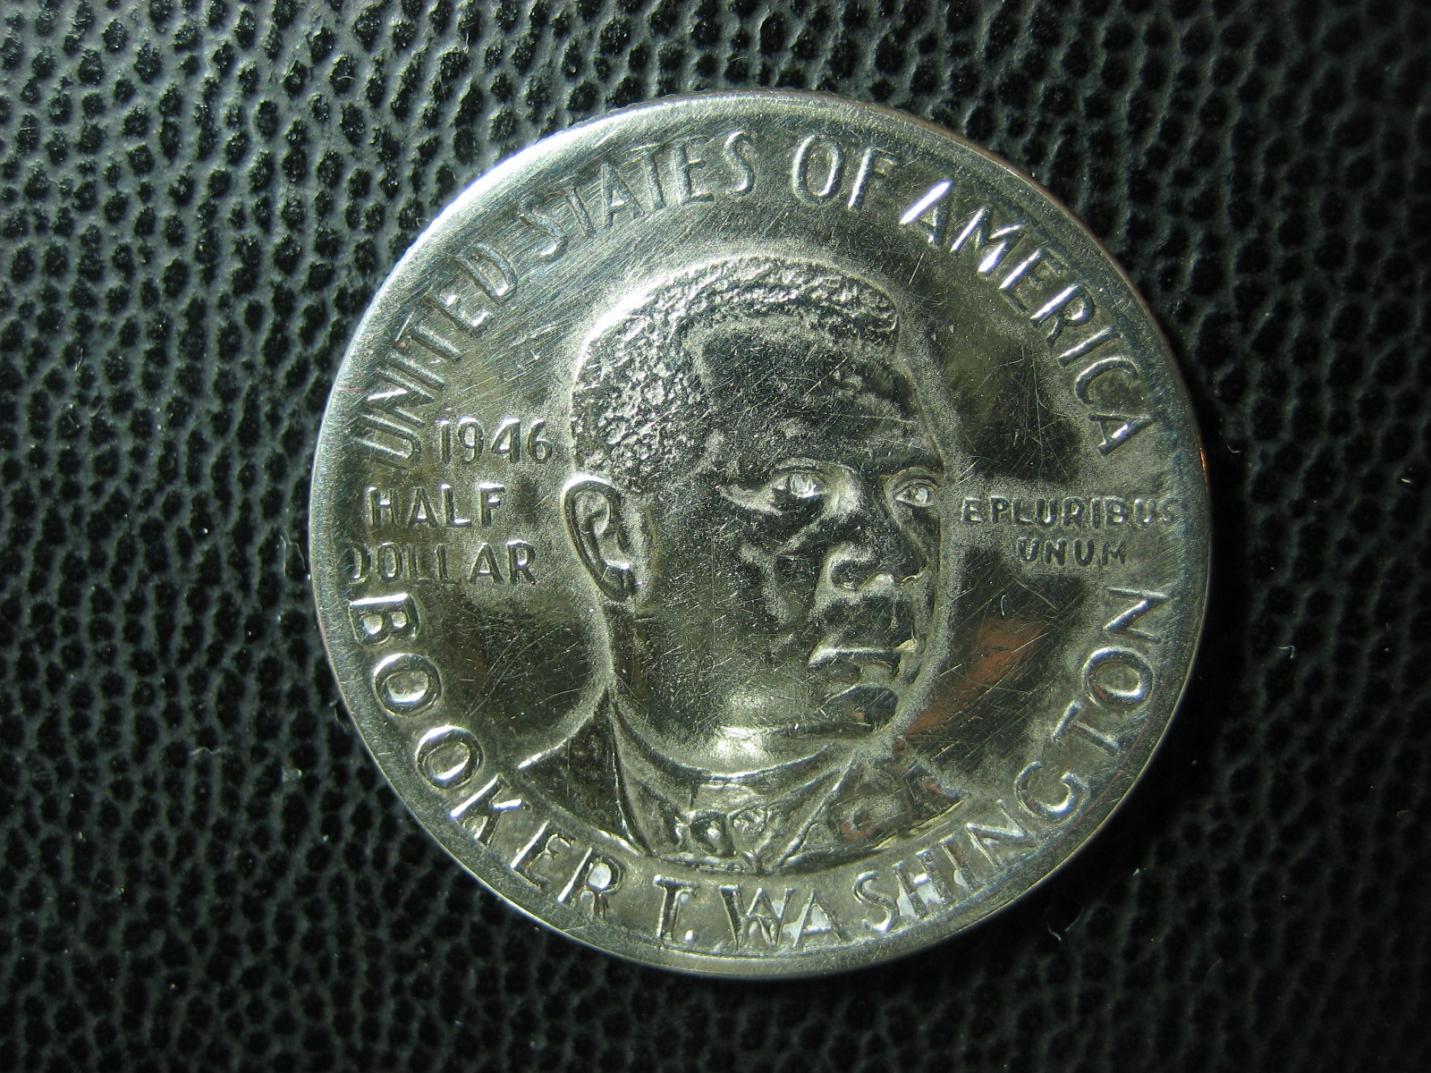 UNITED STATES OF AMERICA
1946
HALF
DOLLAR
E PLURIBUS
UNUM
BOOKER T. WASHINGTON